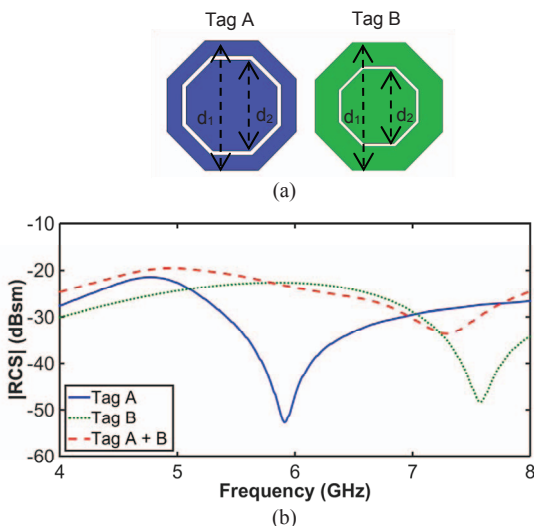 Tag A Tag B
d1 d2 d1 d2
(a)
-10
-20
-30
-40
-50
-60
|RCS| (dBsm)
Tag A
Tag B
Tag A + B
4 5 6 7 8
Frequency (GHz)
(b)